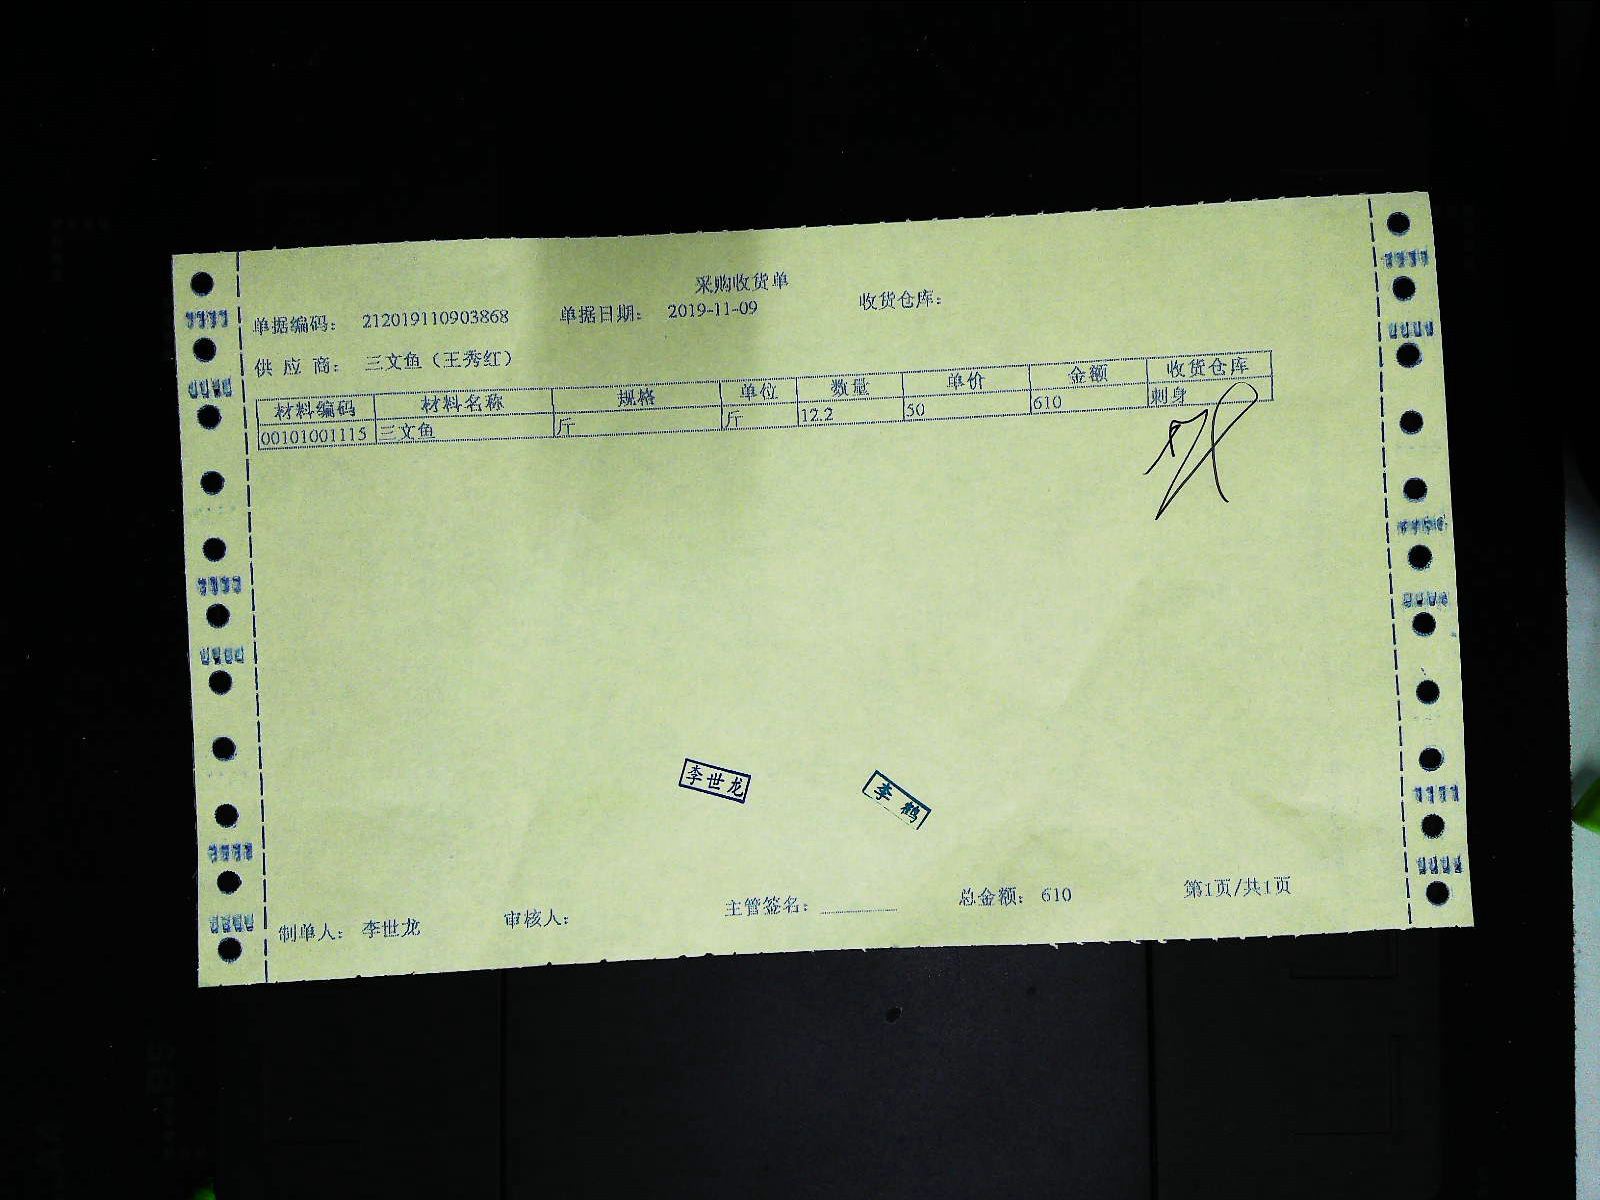 采购收货单
单据编码： 212019110903868 单据日期： 2019-11-09 收货仓库：
供 应 商： 三文鱼（王秀红）
材料编码 材料名称 规格 单位 数量 单价 金额 收货仓库
00101001115 三文鱼 斤 斤 12.2 50 610 刺身
李世龙 李鹤
制单人： 李世龙 审核人： 主管签名： 总金额： 610 第1页/共1页